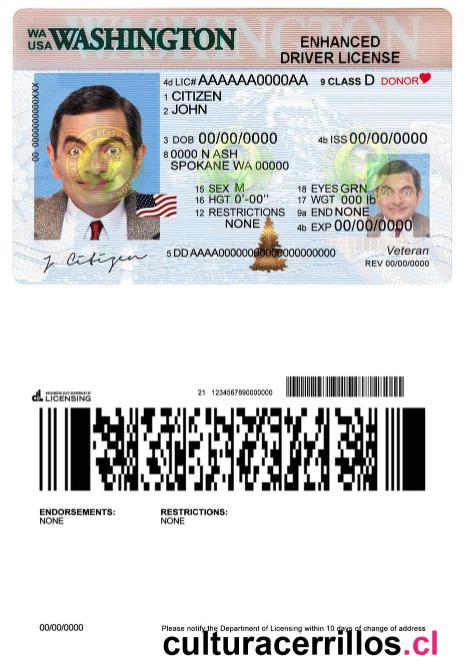 WA USA WASHINGTON
ENHANCED
DRIVER LICENSE
4d LIC# AAAAAA0000AA 9 CLASS D DONOR
1 CITIZEN
2 JOHN
3 DOB 00/00/0000 4b ISS 00/00/0000
8 0000 N ASH
SPOKANE WA 00000
15 SEX M 18 EYES GRN
16 HGT 0'-00" 17 WGT 000 lb
12 RESTRICTIONS 9a END NONE
NONE 4b EXP 00/00/0000
J. Citizen
5 DD AAAA00000000000000000000000
Veteran
REV 00/00/0000
LICENSING
21 1234567890000000
ENDORSEMENTS: RESTRICTIONS:
NONE NONE
00/00/0000 Please notify the Department of Licensing within 10 days of change of address
culturacerrillos.cl